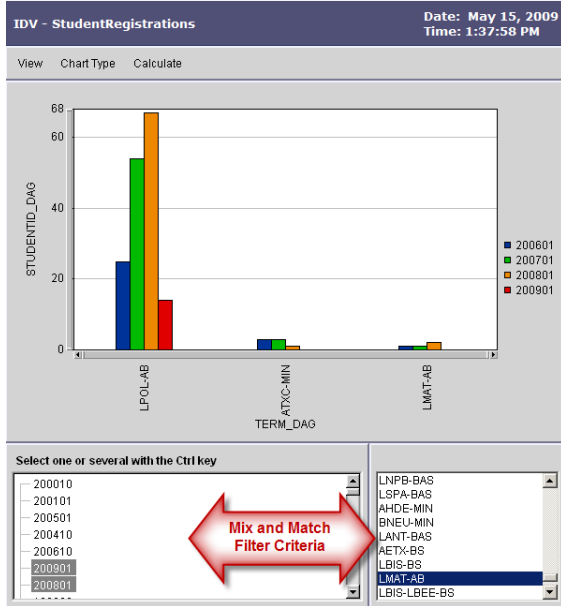 IDV - StudentRegistrations
Date: May 15, 2009
Time: 1:37:58 PM
View Chart Type Calculate
68
60
40
20
0
STUDENTID_DAG
200601
200701
200801
200901
LPOL-AB
ATXC-MIN
LMAT-AB
TERM_DAG
Select one or several with the Ctrl key
200010
200101
200501
200410
200610
200901
200801
Mix and Match
Filter Criteria
LNPB-BAS
LSPA-BAS
AHDE-MIN
BNEU-MIN
LANT-BAS
AETX-BS
LBIS-BS
LMAT-AB
LBIS-LBEE-BS